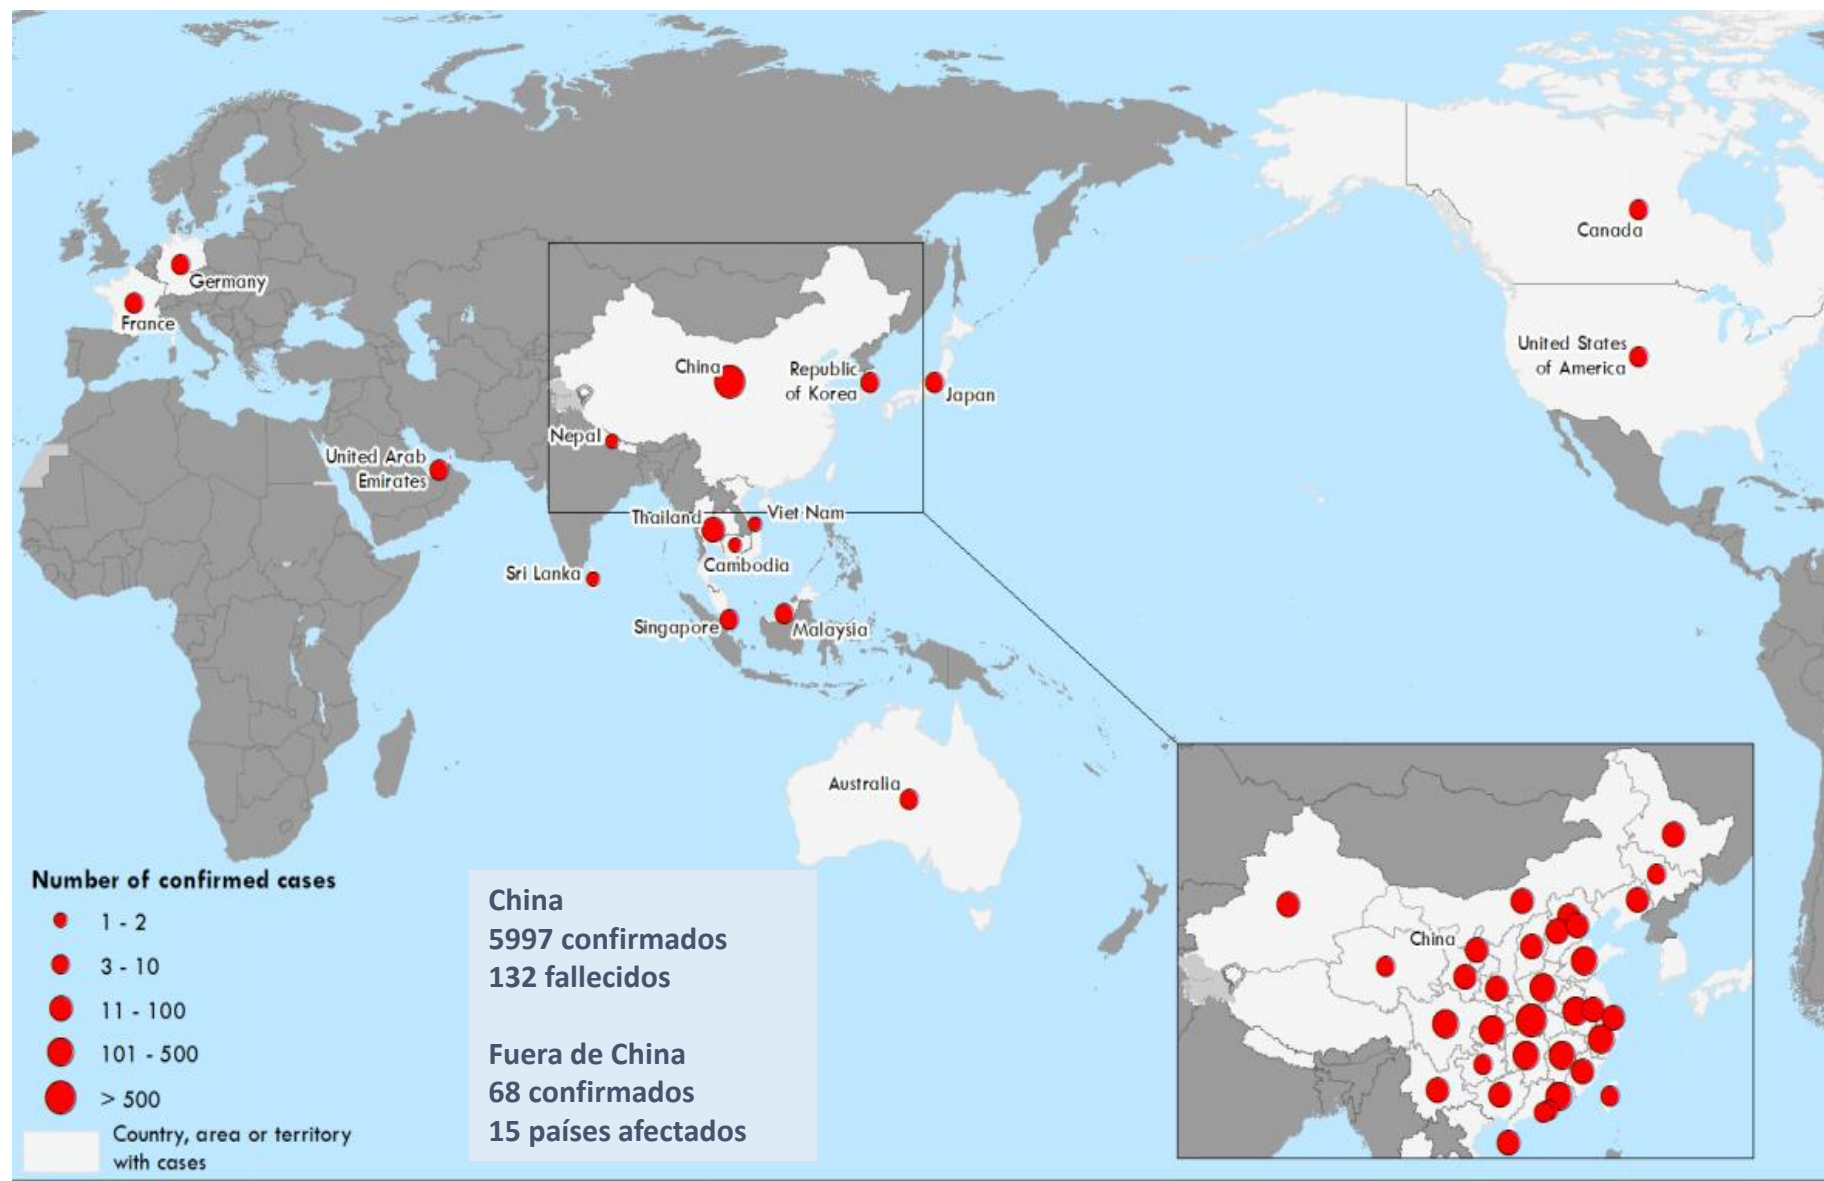 Canada
Germany
France
United States
of America
China
Republic
of Korea
Japan
Nepal
United Arab
Emirates
Thailand
Viet Nam
Cambodia
Sri Lanka
Singapore
Malaysia
Australia
Number of confirmed cases
1 - 2
3 - 10
11 - 100
101 - 500
> 500
Country, area or territory
with cases
China
5997 confirmados
132 fallecidos
Fuera de China
68 confirmados
15 países afectados
China